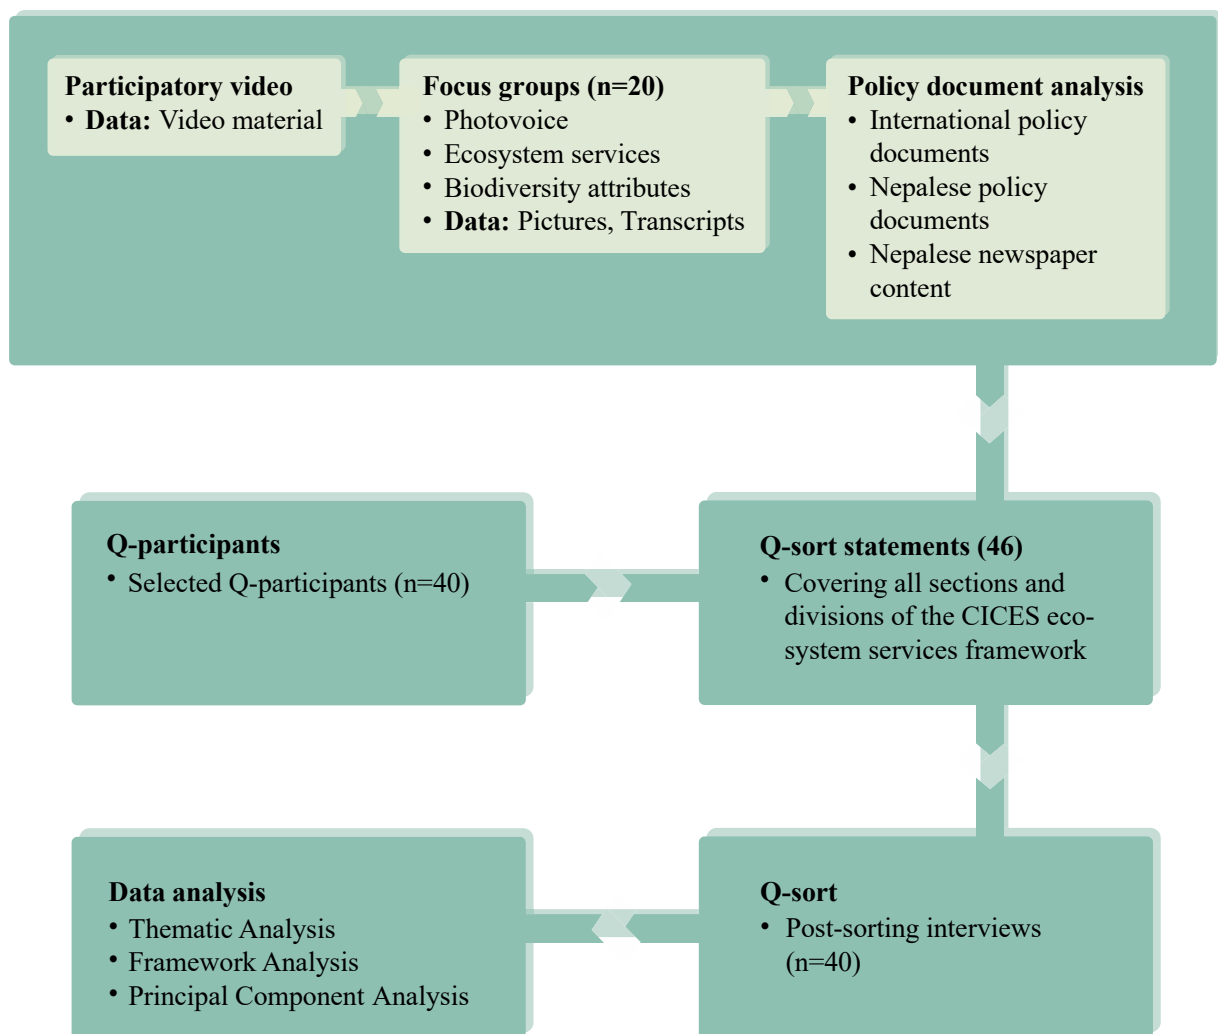 Participatory video
• Data: Video material
Focus groups (n=20)
• Photovoice
• Ecosystem services
• Biodiversity attributes
• Data: Pictures, Transcripts
Policy document analysis
• International policy
documents
• Nepalese policy
documents
• Nepalese newspaper
content
Q-participants
• Selected Q-participants (n=40)
Q-sort statements (46)
• Covering all sections and
divisions of the CICES eco-
system services framework
Data analysis
• Thematic Analysis
• Framework Analysis
• Principal Component Analysis
Q-sort
• Post-sorting interviews
(n=40)